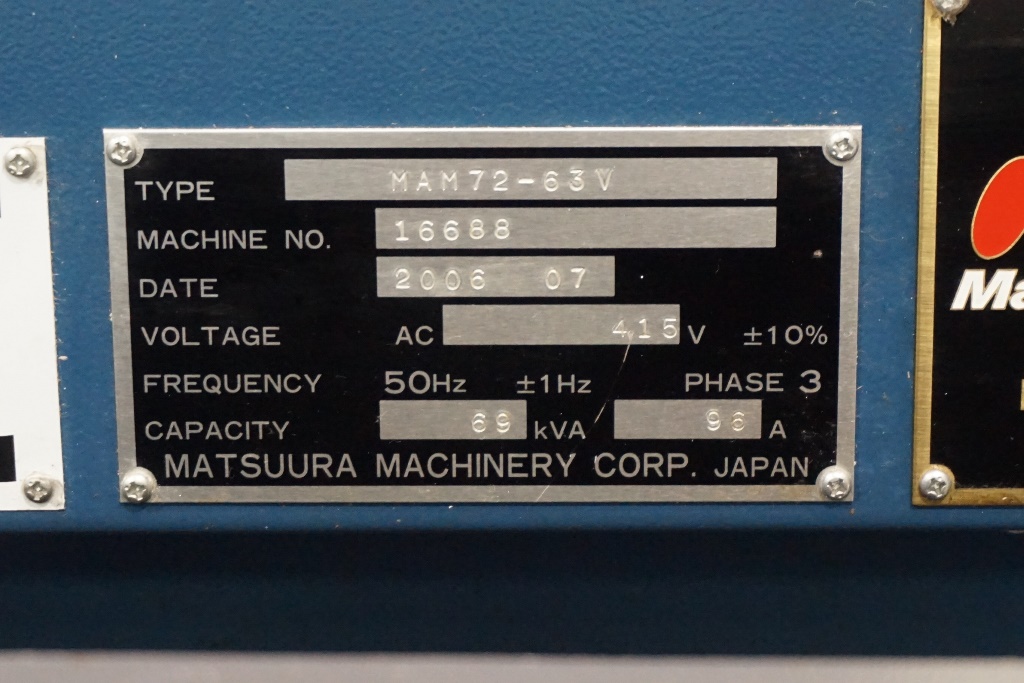 TYPE MAM72-63V
MACHINE NO. 16688
DATE 2006 07
VOLTAGE AC 415 V ±10%
FREQUENCY 50Hz ±1Hz PHASE 3
CAPACITY 69 kVA 96 A
MATSUURA MACHINERY CORP. JAPAN
Ma